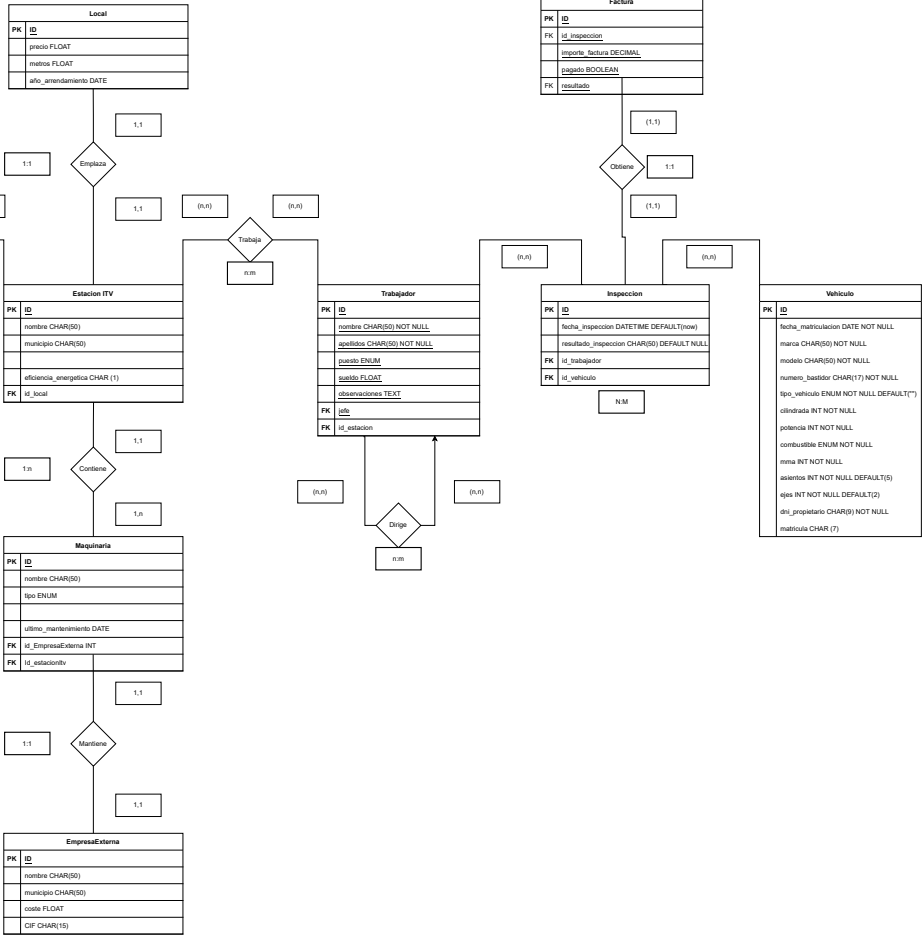 Local
PK ID
precio FLOAT
metros FLOAT
año_arrendamiento DATE
1,1
1:1
Emplaza
1,1
Factura
PK ID
FK id_inspeccion
importe_factura DECIMAL
pagado BOOLEAN
FK resultado
(1,1)
Obtiene
1:1
(1,1)
(n,n)
(n,n)
Trabaja
n:m
(n,n)
(n,n)
Estacion ITV
PK ID
nombre CHAR(50)
municipio CHAR(50)
eficiencia_energetica CHAR (1)
FK id_local
Trabajador
PK ID
nombre CHAR(50) NOT NULL
apellidos CHAR(50) NOT NULL
puesto ENUM
sueldo FLOAT
observaciones TEXT
FK jefe
FK id_estacion
Inspeccion
PK ID
fecha_inspeccion DATETIME DEFAULT(now)
resultado_inspeccion CHAR(50) DEFAULT NULL
FK id_trabajador
FK id_vehiculo
N:M
Vehiculo
PK ID
fecha_matriculacion DATE NOT NULL
marca CHAR(50) NOT NULL
modelo CHAR(50) NOT NULL
numero_bastidor CHAR(17) NOT NULL
tipo_vehiculo ENUM NOT NULL DEFAULT("")
cilindrada INT NOT NULL
potencia INT NOT NULL
combustible ENUM NOT NULL
mma INT NOT NULL
asientos INT NOT NULL DEFAULT(5)
ejes INT NOT NULL DEFAULT(2)
dni_propietario CHAR(9) NOT NULL
matricula CHAR (7)
1,1
1:n
Contiene
1,n
(n,n)
(n,n)
Dirige
n:m
Maquinaria
PK ID
nombre CHAR(50)
tipo ENUM
ultimo_mantenimiento DATE
FK id_EmpresaExterna INT
FK Id_estacionItv
1,1
1:1
Mantiene
1,1
EmpresaExterna
PK ID
nombre CHAR(50)
municipio CHAR(50)
coste FLOAT
CIF CHAR(15)